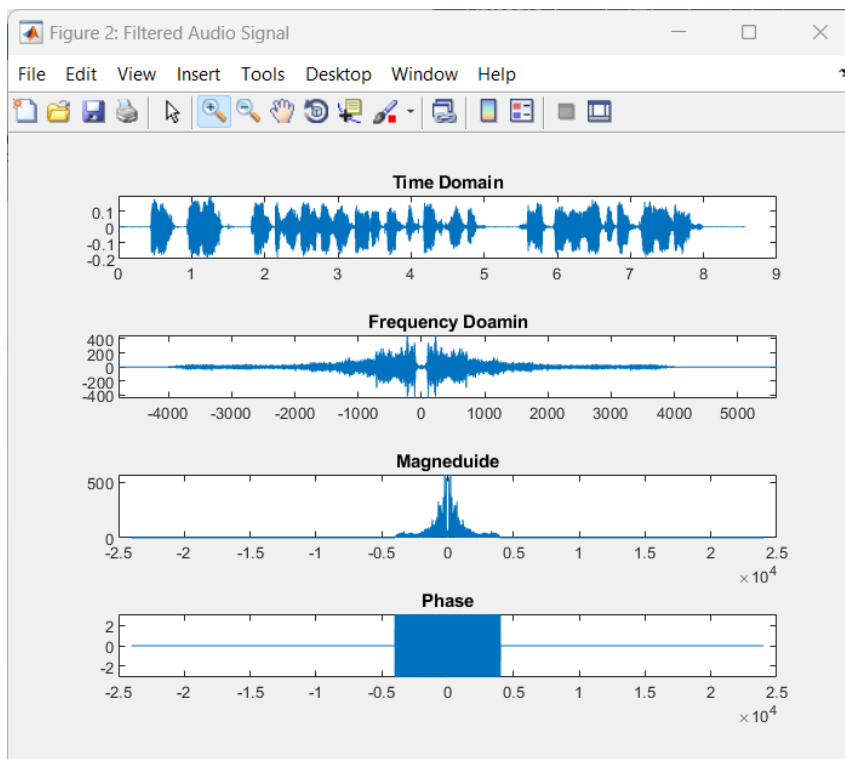 Figure 2: Filtered Audio Signal
File Edit View Insert Tools Desktop Window Help
Time Domain
0.1
0
-0.1
-0.2
0 1 2 3 4 5 6 7 8 9
Frequency Doamin
400
200
0
-200
-400
-4000 -3000 -2000 -1000 0 1000 2000 3000 4000 5000
Magneduide
500
0
-2.5 -2 -1.5 -1 -0.5 0 0.5 1 1.5 2 2.5
×10⁴
Phase
2
0
-2
-2.5 -2 -1.5 -1 -0.5 0 0.5 1 1.5 2 2.5
×10⁴